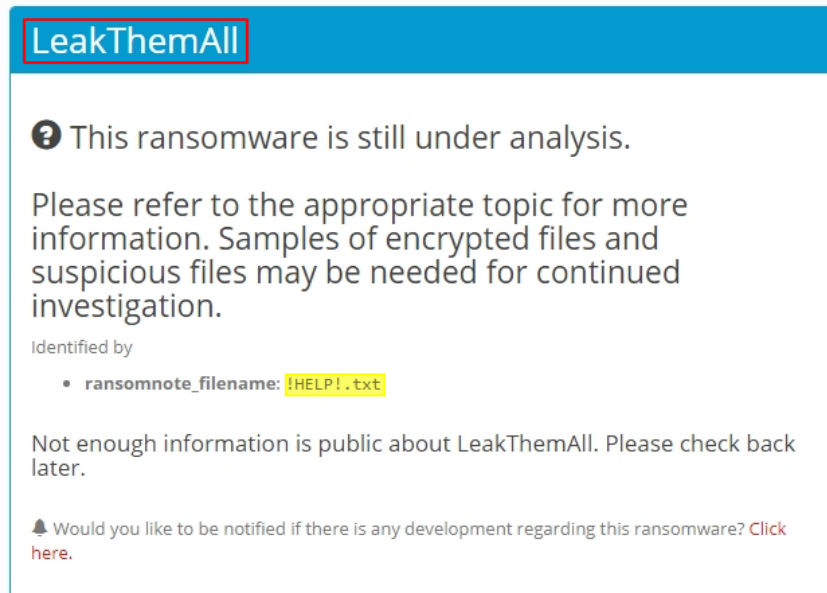 LeakThemAll
This ransomware is still under analysis.
Please refer to the appropriate topic for more
information. Samples of encrypted files and
suspicious files may be needed for continued
investigation.
Identified by
• ransomnote_filename: !HELP!.txt
Not enough information is public about LeakThemAll. Please check back
later.
Would you like to be notified if there is any development regarding this ransomware? Click
here.